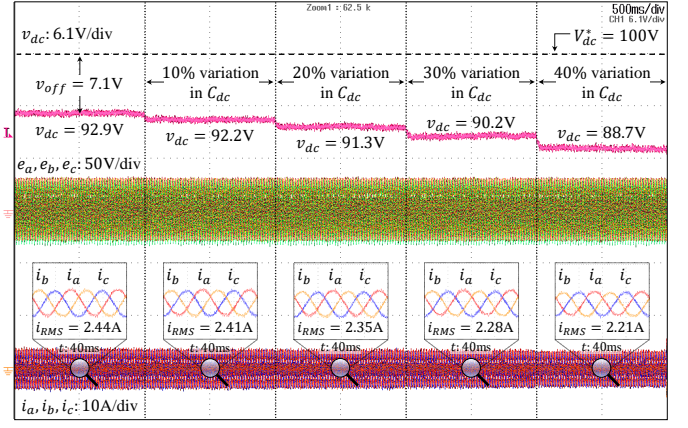 Zoom1 : 62.5 k
500ms/div
CH1 6.1V/div
v_dc: 6.1V/div
V*_dc = 100V
v_off = 7.1V
10% variation
in C_dc
20% variation
in C_dc
30% variation
in C_dc
40% variation
in C_dc
v_dc = 92.9V
v_dc = 92.2V
v_dc = 91.3V
v_dc = 90.2V
v_dc = 88.7V
e_a, e_b, e_c: 50V/div
i_b i_a i_c
i_RMS = 2.44A
t: 40ms
i_b i_a i_c
i_RMS = 2.41A
t: 40ms
i_b i_a i_c
i_RMS = 2.35A
t: 40ms
i_b i_a i_c
i_RMS = 2.28A
t: 40ms
i_b i_a i_c
i_RMS = 2.21A
t: 40ms
i_a, i_b, i_c: 10A/div